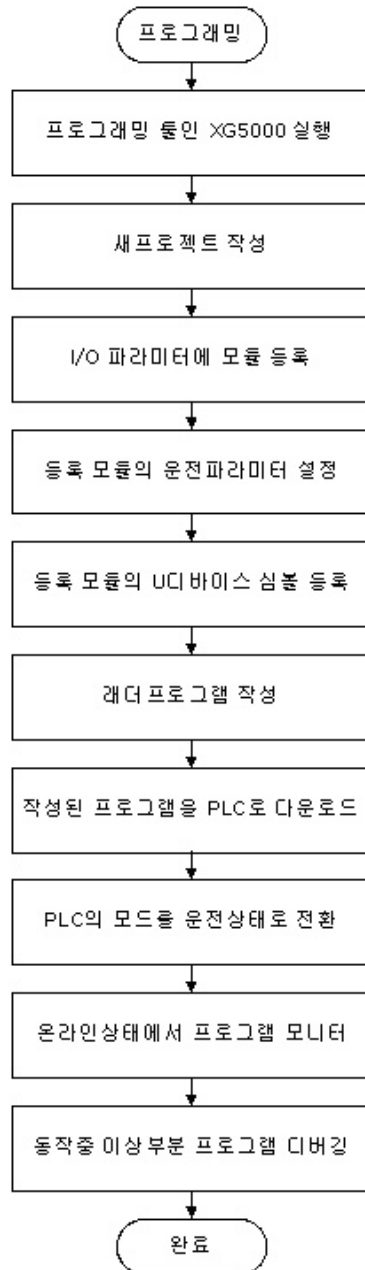 프로그래밍
프로그래밍 툴인 XG5000 실행
새프로젝트 작성
I/O 파라미터에 모듈 등록
등록 모듈의 운전파라미터 설정
등록 모듈의 U디바이스 심볼 등록
래더프로그램 작성
작성된 프로그램을 PLC로 다운로드
PLC의 모드를 운전상태로 전환
온라인상태에서 프로그램 모니터
동작중 이상부분 프로그램 디버깅
완료